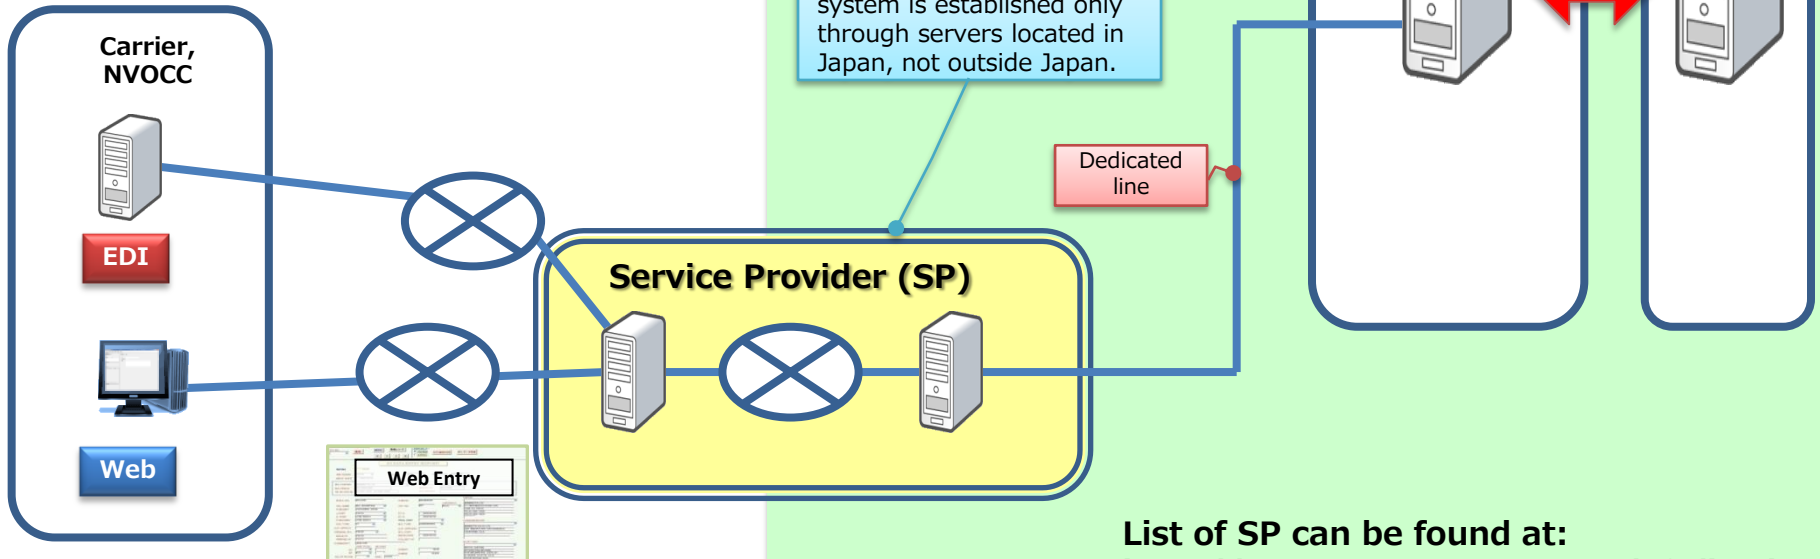 system is established only
through servers located in
Japan, not outside Japan.
Carrier,
NVOCC
EDI
Web
Dedicated
line
Service Provider (SP)
Web Entry
List of SP can be found at: